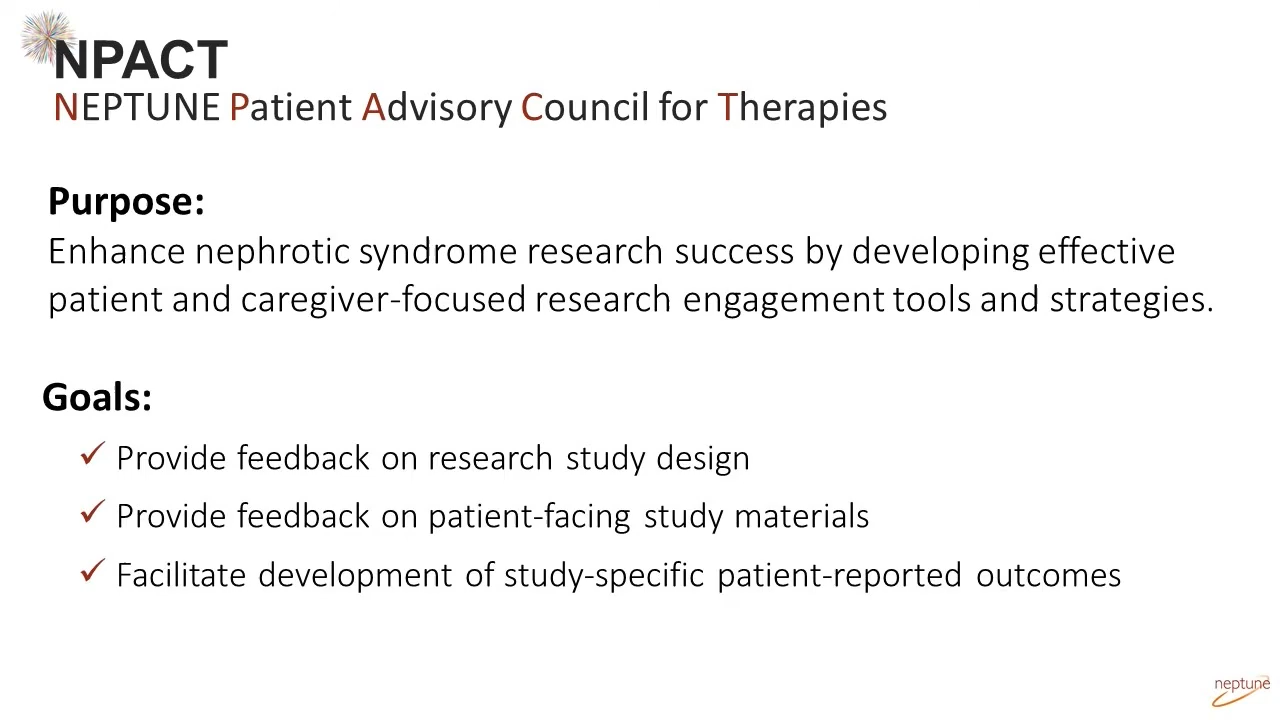 NPACT
NEPTUNE Patient Advisory Council for Therapies
Purpose:
Enhance nephrotic syndrome research success by developing effective
patient and caregiver-focused research engagement tools and strategies.
Goals:
✓ Provide feedback on research study design
✓ Provide feedback on patient-facing study materials
✓ Facilitate development of study-specific patient-reported outcomes
neptune